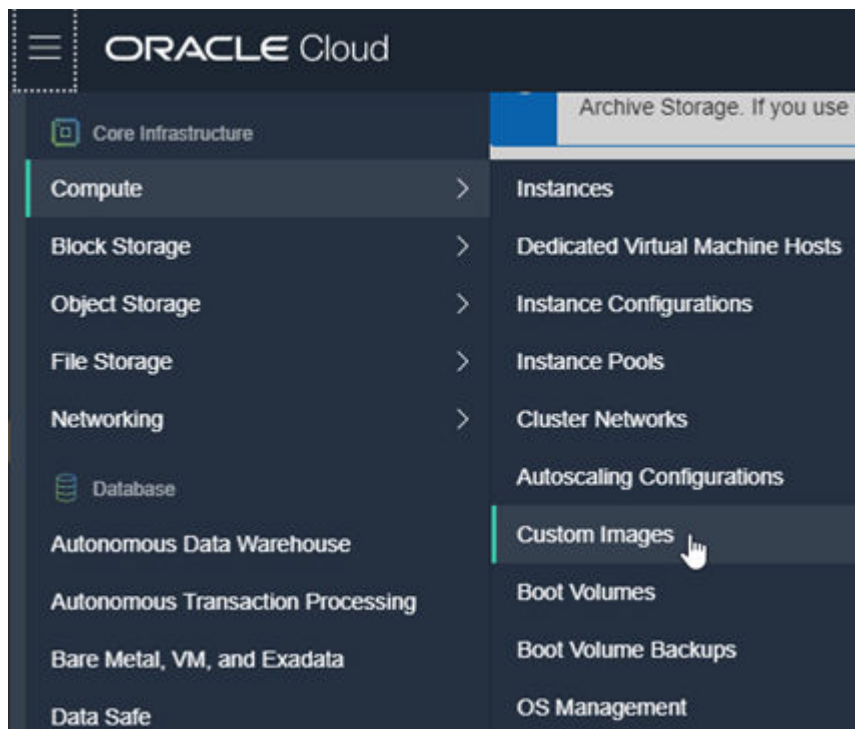 ORACLE Cloud
Archive Storage. If you use
Core Infrastructure
Compute
Block Storage
Object Storage
File Storage
Networking
Database
Autonomous Data Warehouse
Autonomous Transaction Processing
Bare Metal, VM, and Exadata
Data Safe
Instances
Dedicated Virtual Machine Hosts
Instance Configurations
Instance Pools
Cluster Networks
Autoscaling Configurations
Custom Images
Boot Volumes
Boot Volume Backups
OS Management